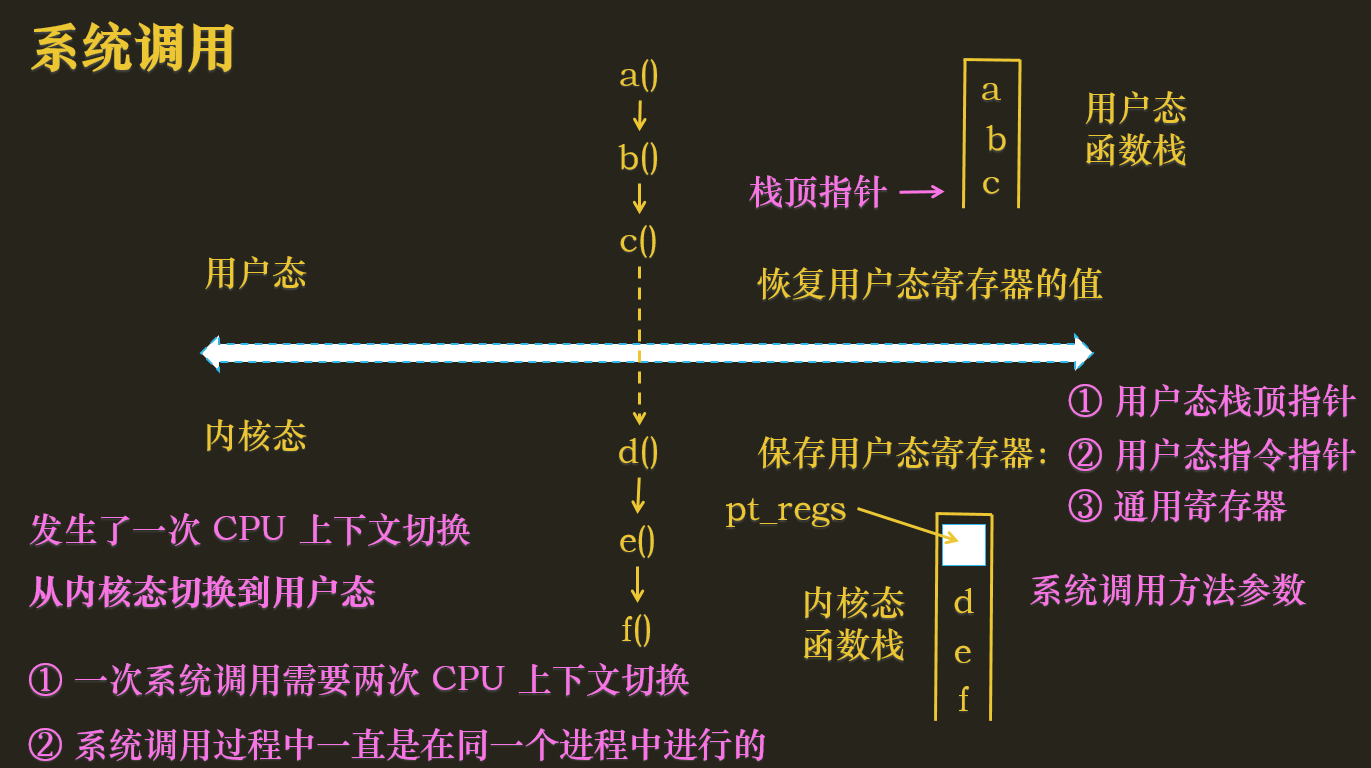 系统调用
a()
b()
c()
a
b
c
用户态
函数栈
栈顶指针
用户态
恢复用户态寄存器的值
内核态
d()
e()
f()
保存用户态寄存器:
① 用户态栈顶指针
② 用户态指令指针
③ 通用寄存器
pt_regs
d
e
f
内核态
函数栈
系统调用方法参数
发生了一次 CPU 上下文切换
从内核态切换到用户态
① 一次系统调用需要两次 CPU 上下文切换
② 系统调用过程中一直是在同一个进程中进行的